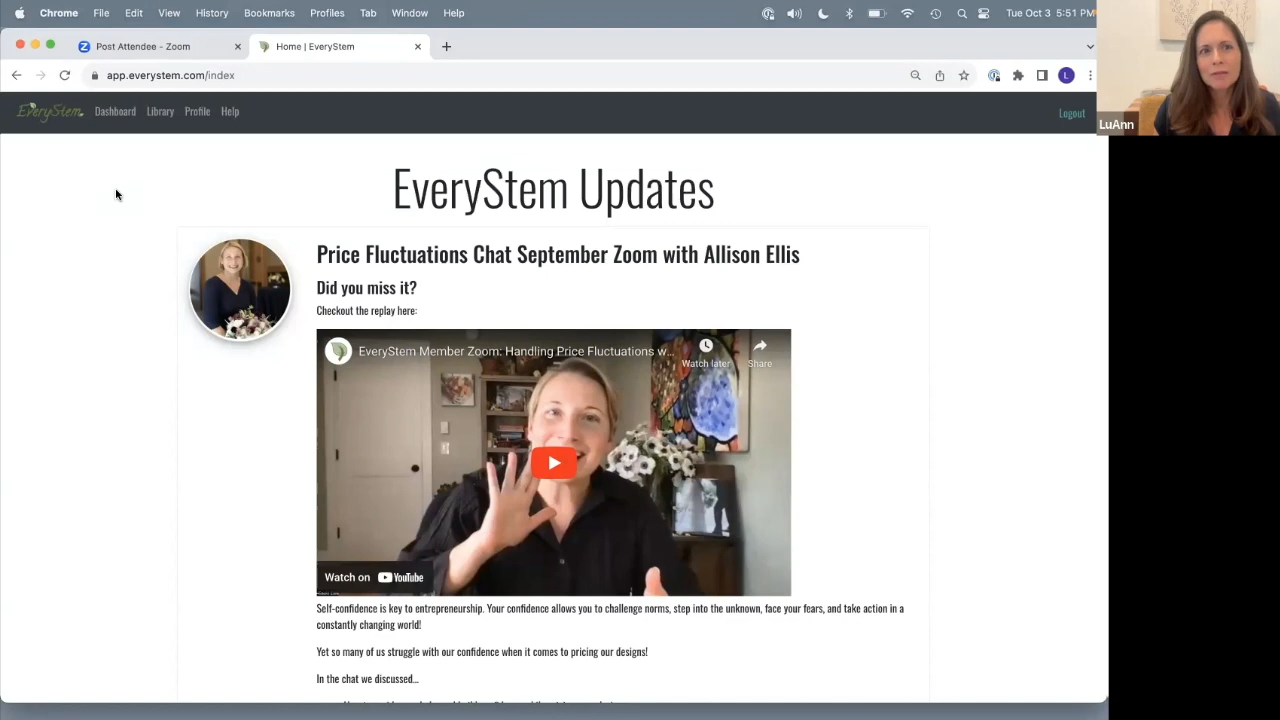 Chrome File Edit View History Bookmarks Profiles Tab Window Help Tue Oct 3 5:51 PM
Post Attendee - Zoom
Home | EveryStem
app.everystem.com/index
L
EveryStem Dashboard Library Profile Help Logout
LuAnn
EveryStem Updates
Price Fluctuations Chat September Zoom with Allison Ellis
Did you miss it?
Checkout the replay here:
EveryStem Member Zoom: Handling Price Fluctuations w...
Watch later
Share
Watch on YouTube
Self-confidence is key to entrepreneurship. Your confidence allows you to challenge norms, step into the unknown, face your fears, and take action in a
constantly changing world!
Yet so many of us struggle with our confidence when it comes to pricing our designs!
In the chat we discussed...